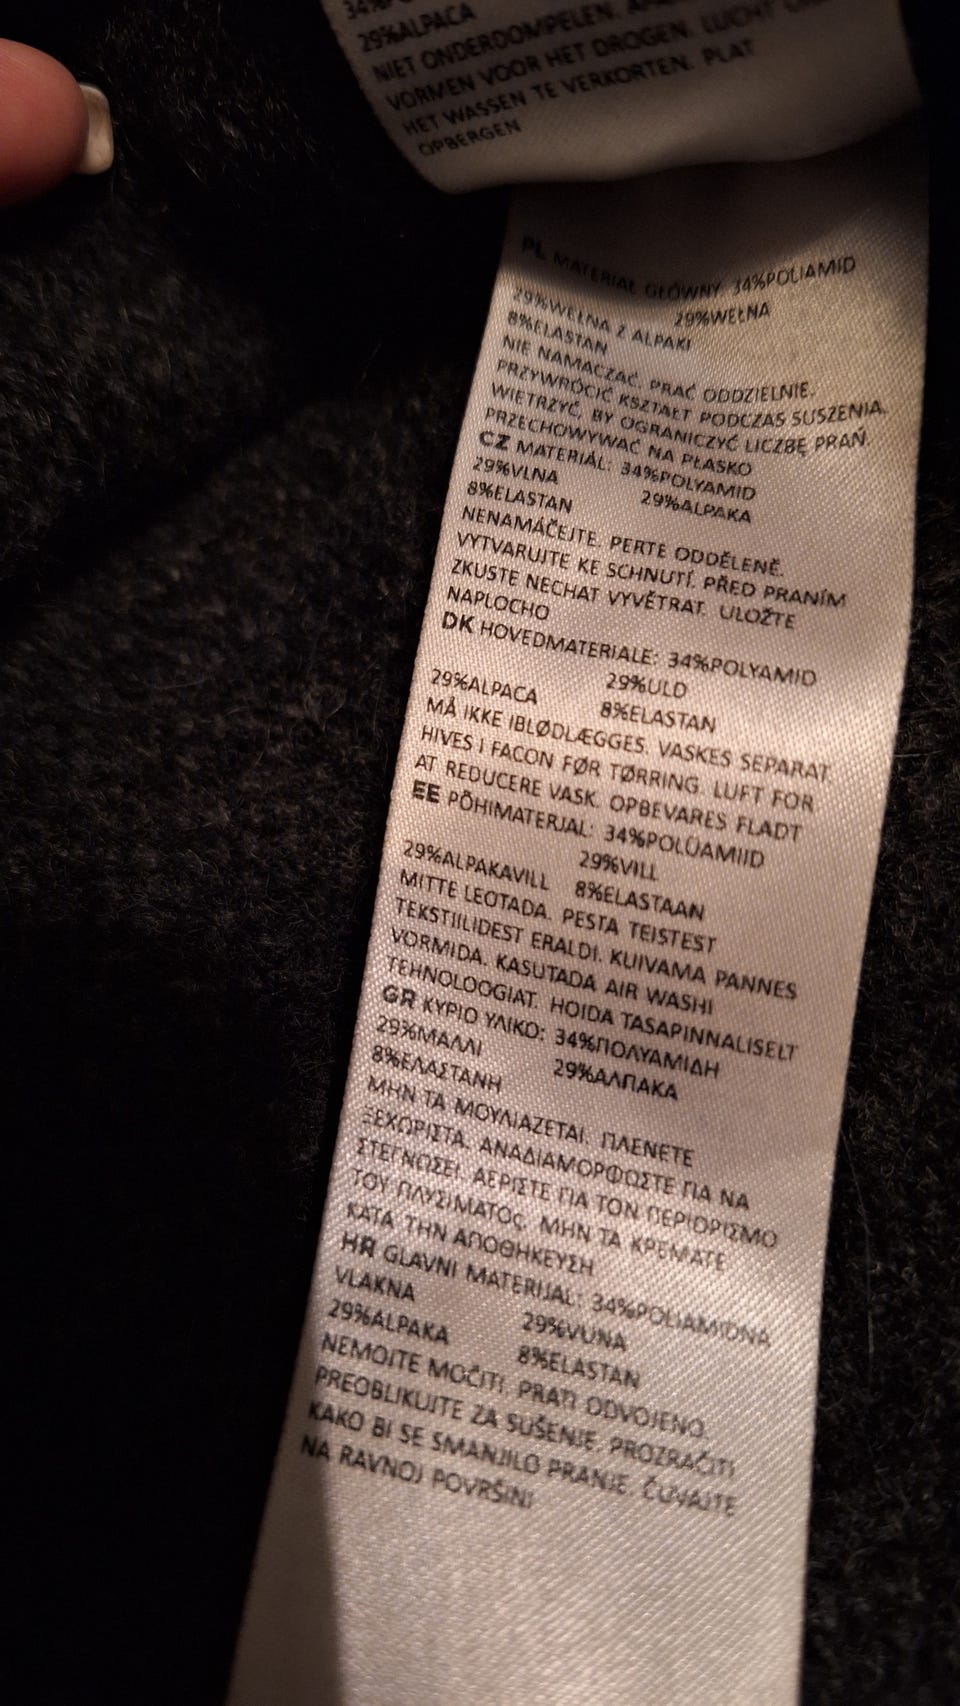 29%ALPACA
NIET ONDERDOMPELEN.
VORMEN VOOR HET DROGEN. LUCHT
HET WASSEN TE VERKORTEN. PLAT
OPBERGEN
PL MATERIAŁ GŁÓWNY: 34%POLIAMID
29%WEŁNA
29%WEŁNA Z ALPAKI
8%ELASTAN
NIE NAMACZAĆ. PRAĆ ODDZIELNIE.
PRZYWRÓCIĆ KSZTAŁT PODCZAS SUSZENIA.
WIETRZYĆ, BY OGRANICZYĆ LICZBĘ PRAŃ.
PRZECHOWYWAĆ NA PŁASKO
CZ MATERIÁL: 34%POLYAMID
29%VLNA 29%ALPAKA
8%ELASTAN
NENAMÁČEJTE. PERTE ODDĚLENĚ.
VYTVARUJTE KE SCHNUTÍ. PŘED PRANÍM
ZKUSTE NECHAT VYVĚTRAT. ULOŽTE
NAPLOCHO
DK HOVEDMATERIALE: 34%POLYAMID
29%ULD
29%ALPACA 8%ELASTAN
MÅ IKKE IBLØDLÆGGES. VASKES SEPARAT.
HIVES I FACON FØR TØRRING. LUFT FOR
AT REDUCERE VASK. OPBEVARES FLADT
EE PÕHIMATERJAL: 34%POLÜAMIID
29%VILL
29%ALPAKAVILL 8%ELASTAAN
MITTE LEOTADA. PESTA TEISTEST
TEKSTIILIDEST ERALDI. KUIVAMA PANNES
VORMIDA. KASUTADA AIR WASHI
TEHNOLOOGIAT. HOIDA TASAPINNALISELT
GR ΚΥΡΙΟ ΥΛΙΚΟ: 34%ΠΟΛΥΑΜΙΔΗ
29%ΜΑΛΛΙ 29%ΑΛΠΑΚΑ
8%ΕΛΑΣΤΑΝΗ
ΜΗΝ ΤΑ ΜΟΥΛΙΑΖΕΤΑΙ. ΠΛΕΝΕΤΕ
ΞΕΧΩΡΙΣΤΑ. ΑΝΑΔΙΑΜΟΡΦΩΣΤΕ ΓΙΑ ΝΑ
ΣΤΕΓΝΩΣΕΙ. ΑΕΡΙΣΤΕ ΓΙΑ ΤΟΝ ΠΕΡΙΟΡΙΣΜΟ
ΤΟΥ ΠΛΥΣΙΜΑΤΟς. ΜΗΝ ΤΑ ΚΡΕΜΑΤΕ
ΚΑΤΑ ΤΗΝ ΑΠΟΘΗΚΕΥΣΗ
HR GLAVNI MATERIJAL: 34%POLIAMIDNA
VLAKNA
29%VUNA
29%ALPAKA 8%ELASTAN
NEMOJTE MOČITI. PRATI ODVOJENO.
PREOBLIKUJTE ZA SUŠENJE. PROZRAČITI
KAKO BI SE SMANJILO PRANJE. ČUVAJTE
NA RAVNOJ POVRŠINI